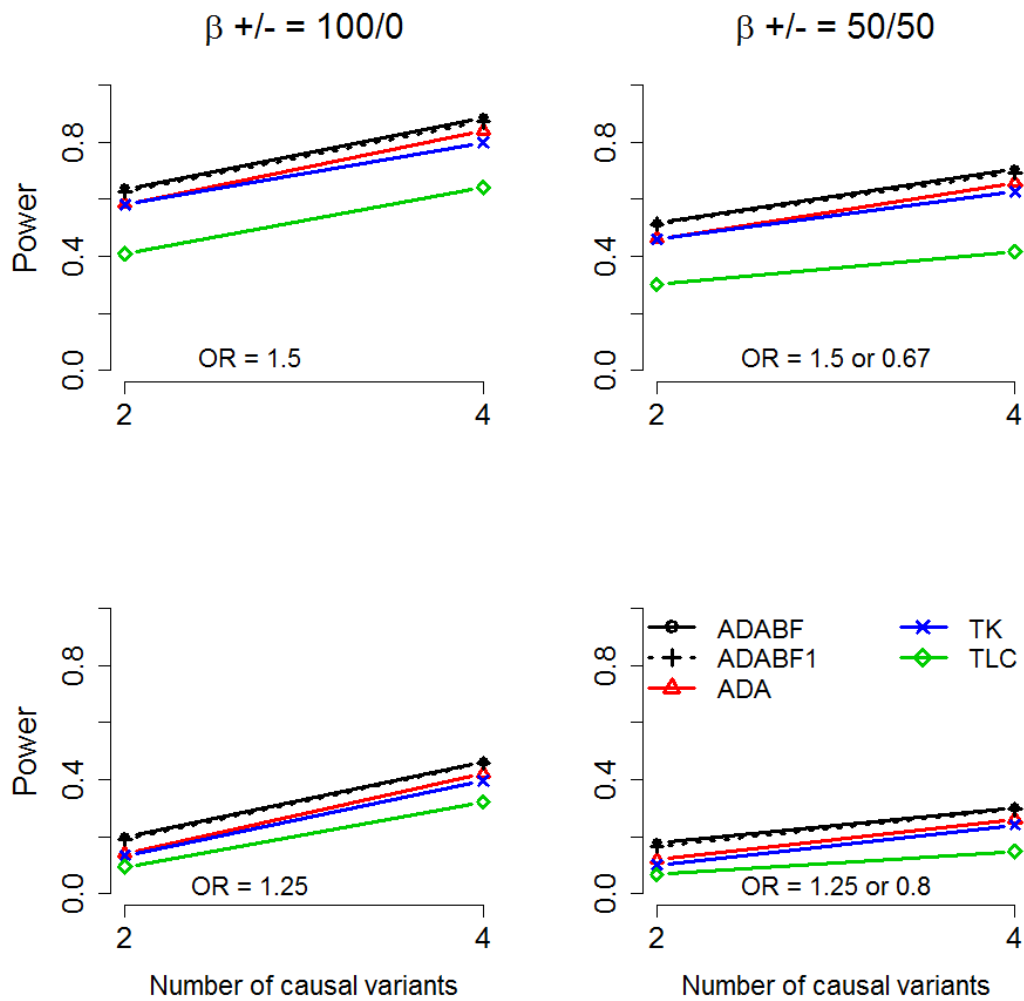 β +/- = 100/0
β +/- = 50/50
Power
0.0
0.4
0.8
OR = 1.5
2
4
0.0
0.4
0.8
OR = 1.5 or 0.67
2
4
Power
0.0
0.4
0.8
OR = 1.25
2
4
Number of causal variants
0.0
0.4
0.8
ADABF
ADABF1
ADA
TK
TLC
OR = 1.25 or 0.8
2
4
Number of causal variants